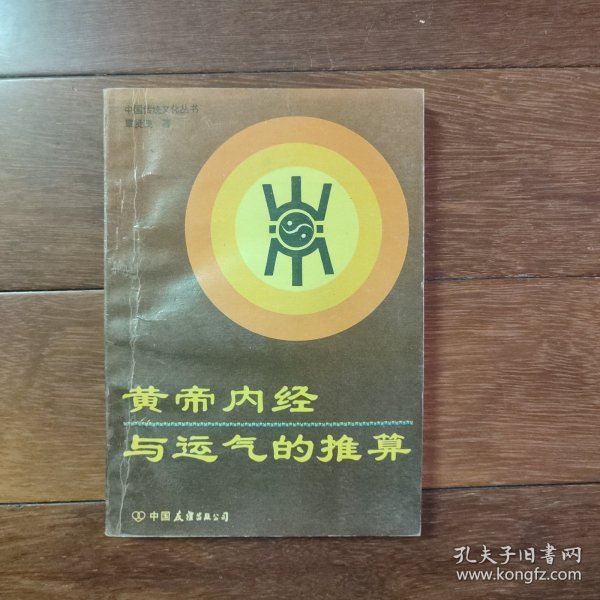 中国传统文化丛书
著
黄帝内经
与运气的推算
中国友谊出版公司
孔夫子旧书网
www.kongfz.com